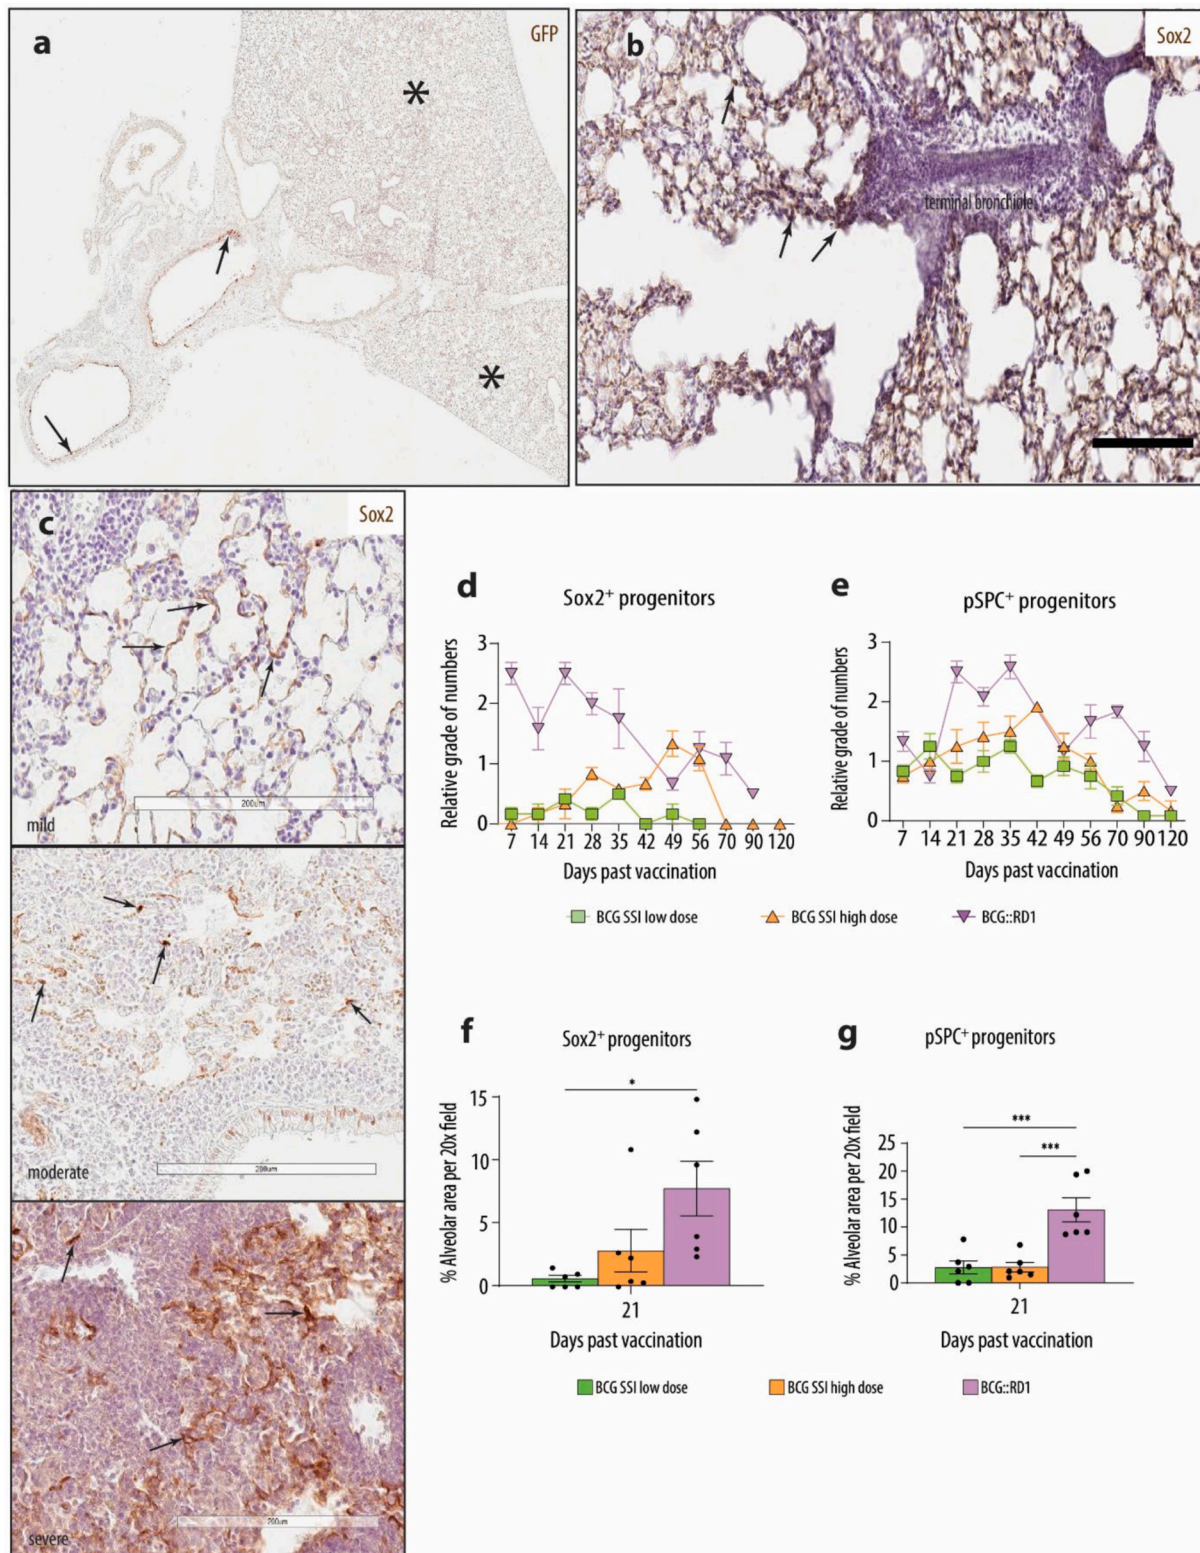 a
GFP
b
Sox2
terminal bronchiole
c
Sox2
200um
mild
200um
moderate
200um
severe
d
Sox2+ progenitors
Relative grade of numbers
3
2
1
0
7 14 21 28 35 42 49 56 70 90 120
Days past vaccination
e
pSPC+ progenitors
Relative grade of numbers
3
2
1
0
7 14 21 28 35 42 49 56 70 90 120
Days past vaccination
BCG SSI low dose BCG SSI high dose BCG::RD1
f
Sox2+ progenitors
% Alveolar area per 20x field
*
15
10
5
0
21
Days past vaccination
g
pSPC+ progenitors
% Alveolar area per 20x field
***
***
25
20
15
10
5
0
21
Days past vaccination
BCG SSI low dose BCG SSI high dose BCG::RD1